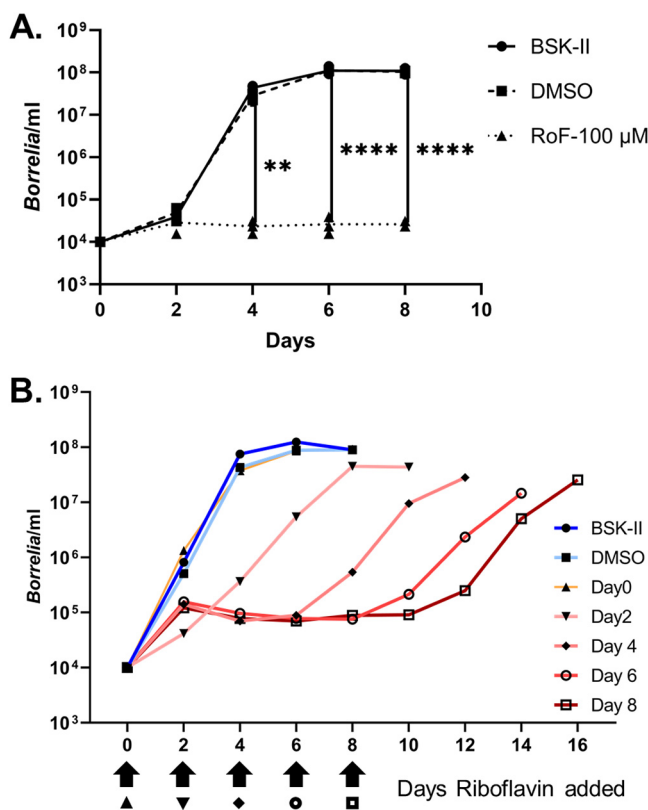 A.
10⁹
10⁸
10⁷
10⁶
10⁵
10⁴
10³
Borrelia/ml
0 2 4 6 8 10
Days
** **** ****
BSK-II
DMSO
RoF-100 µM
B.
10⁹
10⁸
10⁷
10⁶
10⁵
10⁴
10³
Borrelia/ml
0 2 4 6 8 10 12 14 16
BSK-II
DMSO
Day0
Day2
Day 4
Day 6
Day 8
Days Riboflavin added